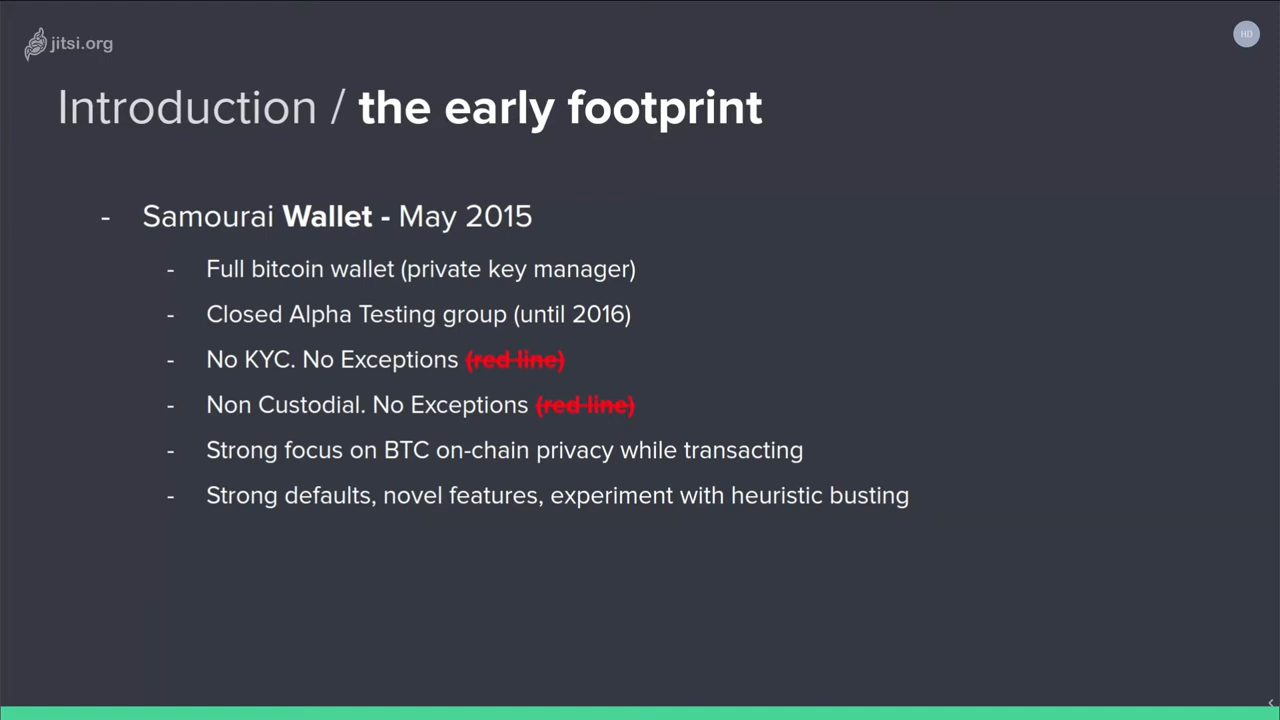 jitsi.org
HD
Introduction / the early footprint
- Samourai Wallet - May 2015
- Full bitcoin wallet (private key manager)
- Closed Alpha Testing group (until 2016)
- No KYC. No Exceptions (red line)
- Non Custodial. No Exceptions (red line)
- Strong focus on BTC on-chain privacy while transacting
- Strong defaults, novel features, experiment with heuristic busting